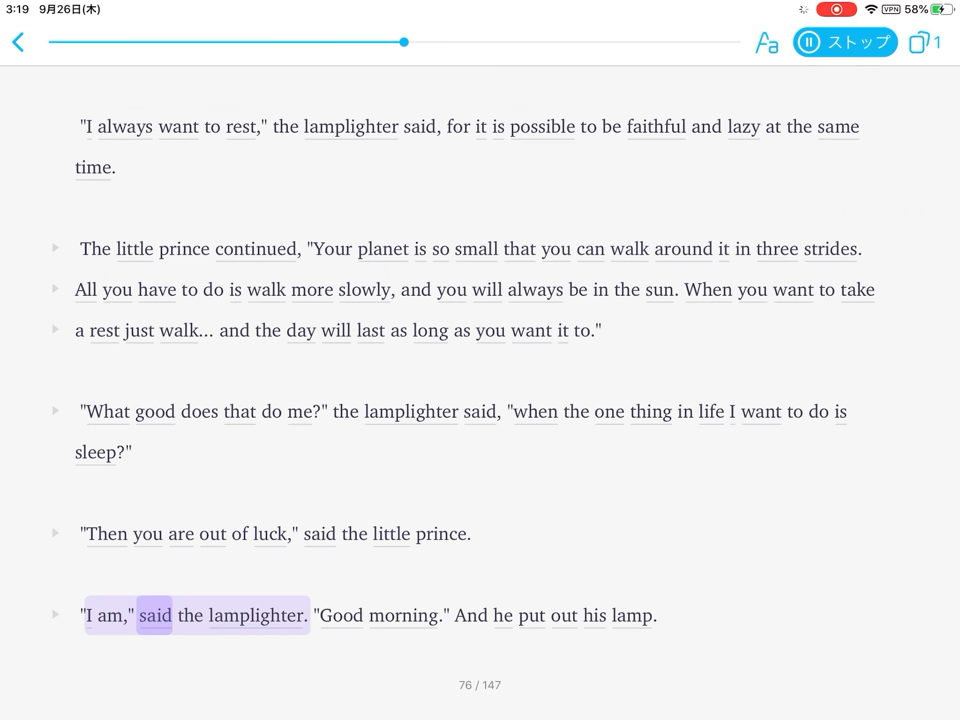 3:19 9月26日(木)
VPN 58%
ストップ
1
"I always want to rest," the lamplighter said, for it is possible to be faithful and lazy at the same
time.
The little prince continued, "Your planet is so small that you can walk around it in three strides.
All you have to do is walk more slowly, and you will always be in the sun. When you want to take
a rest just walk... and the day will last as long as you want it to."
"What good does that do me?" the lamplighter said, "when the one thing in life I want to do is
sleep?"
"Then you are out of luck," said the little prince.
"I am," said the lamplighter. "Good morning." And he put out his lamp.
76 / 147